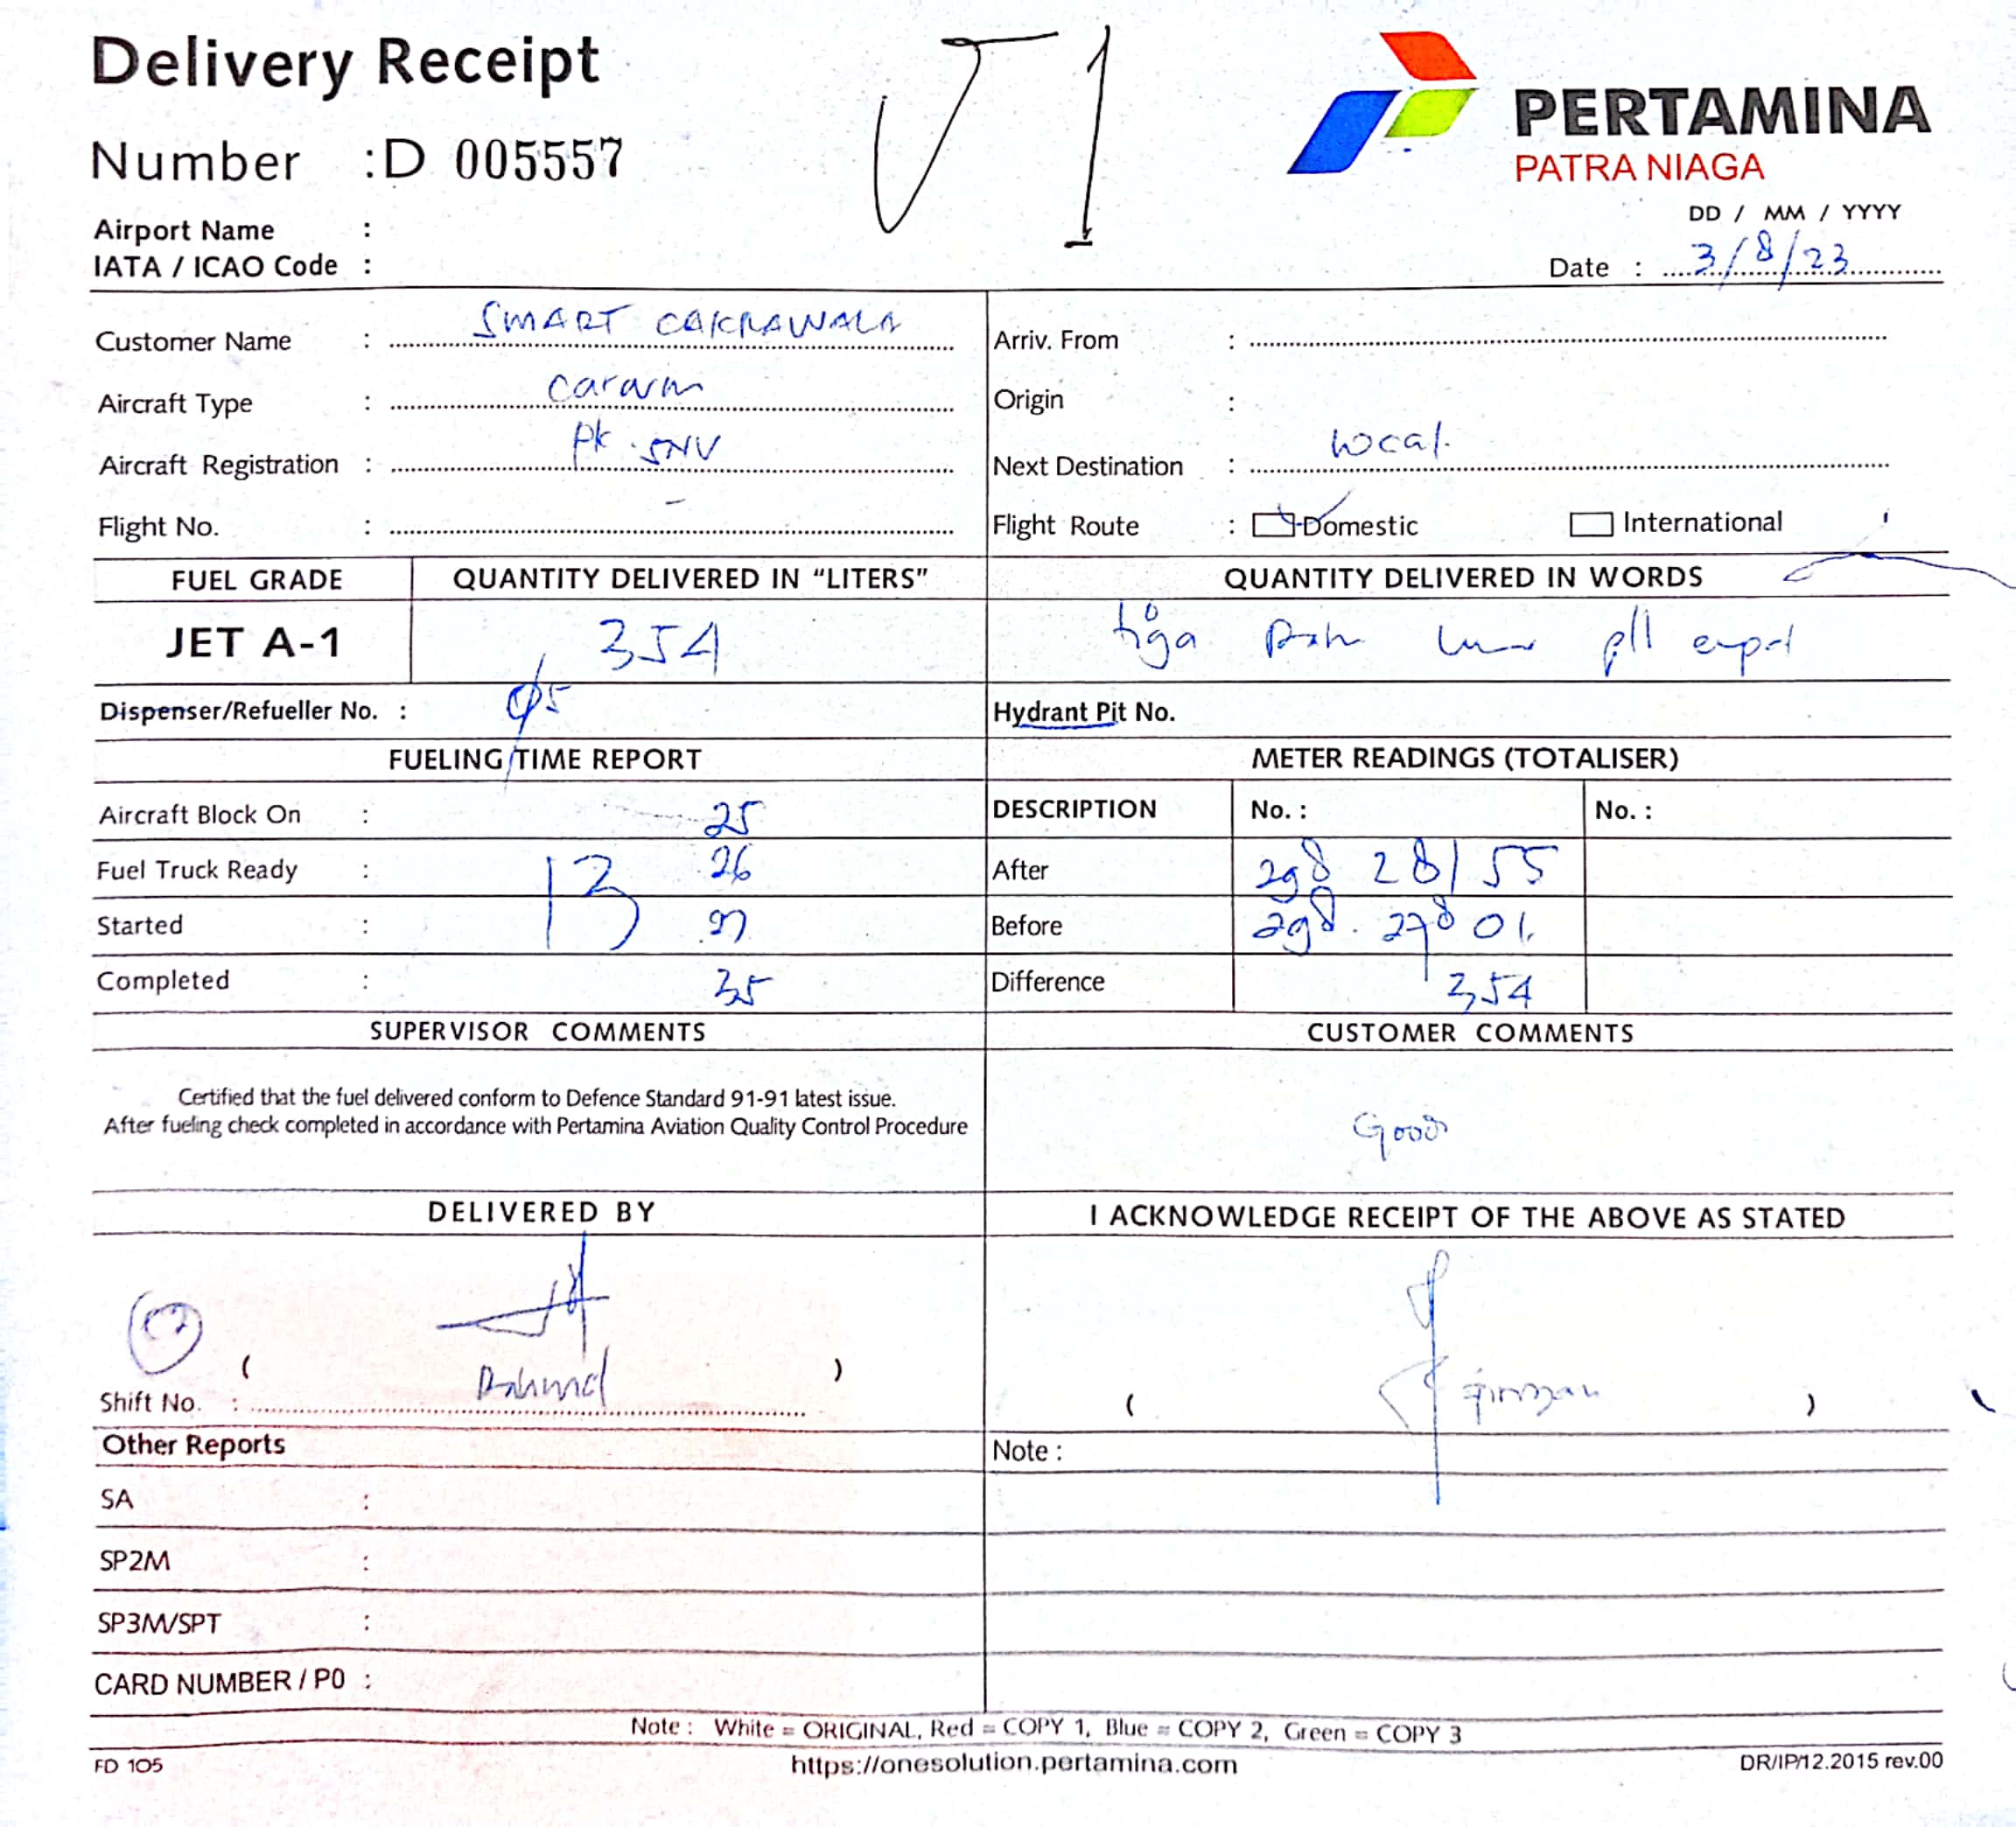 Delivery Receipt
J1
PERTAMINA
PATRA NIAGA
Number : D 005557
Airport Name :
IATA / ICAO Code :
DD / MM / YYYY
Date : 3/8/23
Customer Name : SMART CAKRAWALA
Arriv. From :
Aircraft Type :
Origin :
Aircraft Registration : PK. SNV
Next Destination : local.
Flight No. : -
Flight Route : Domestic International
FUEL GRADE QUANTITY DELIVERED IN "LITERS" QUANTITY DELIVERED IN WORDS
JET A-1 354 tiga
Dispenser/Refueller No. : 05
Hydrant Pit No.
FUELING TIME REPORT METER READINGS (TOTALISER)
Aircraft Block On : 25
DESCRIPTION No. : No. :
Fuel Truck Ready : 13 26
After 298 28155
Started : 27
Before 298. 27801.
Completed : 35
Difference 354
SUPERVISOR COMMENTS CUSTOMER COMMENTS
Certified that the fuel delivered conform to Defence Standard 91-91 latest issue.
After fueling check completed in accordance with Pertamina Aviation Quality Control Procedure
Good
DELIVERED BY I ACKNOWLEDGE RECEIPT OF THE ABOVE AS STATED
( )
Shift No. :
( )
Other Reports Note :
SA :
SP2M :
SP3M/SPT :
CARD NUMBER / P0 :
Note : White = ORIGINAL, Red = COPY 1, Blue = COPY 2, Green = COPY 3
FD 105 https://onesolution.pertamina.com DR/IP/12.2015 rev.00